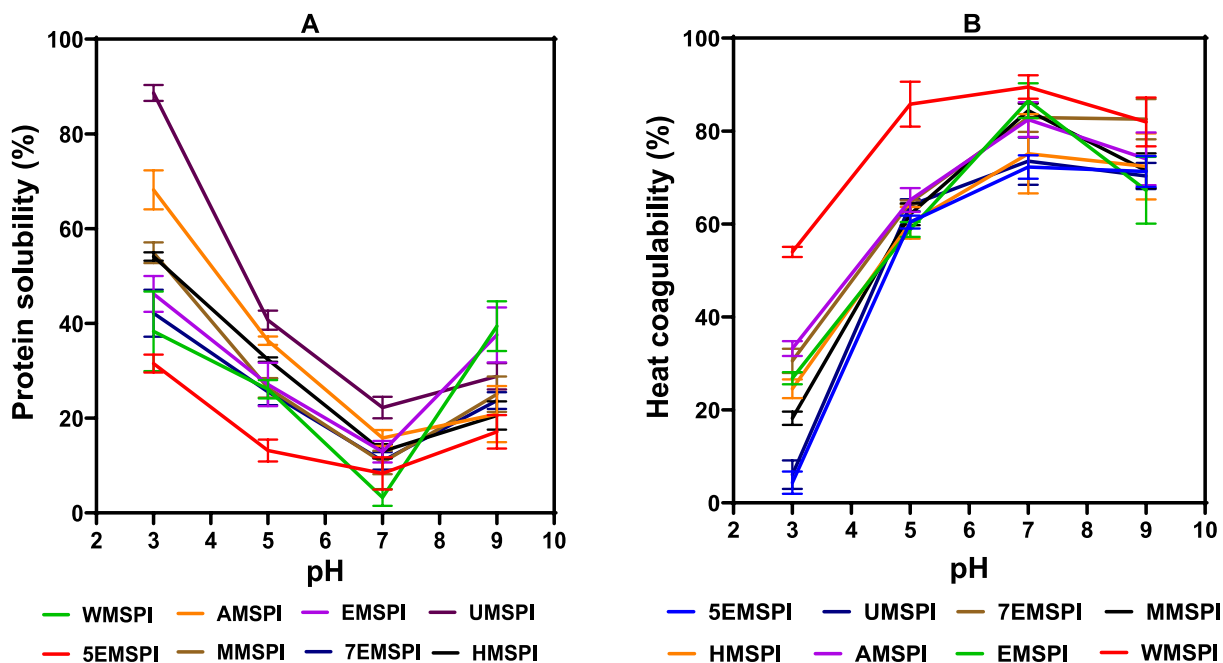 A
Protein solubility (%)
100
80
60
40
20
0
2 3 4 5 6 7 8 9 10
pH
WMSPI AMSPI EMSPI UMSPI
5EMSPI MMSPI 7EMSPI HMSPI
B
Heat coagulability (%)
100
80
60
40
20
0
2 3 4 5 6 7 8 9 10
pH
5EMSPI UMSPI 7EMSPI MMSPI
HMSPI AMSPI EMSPI WMSPI